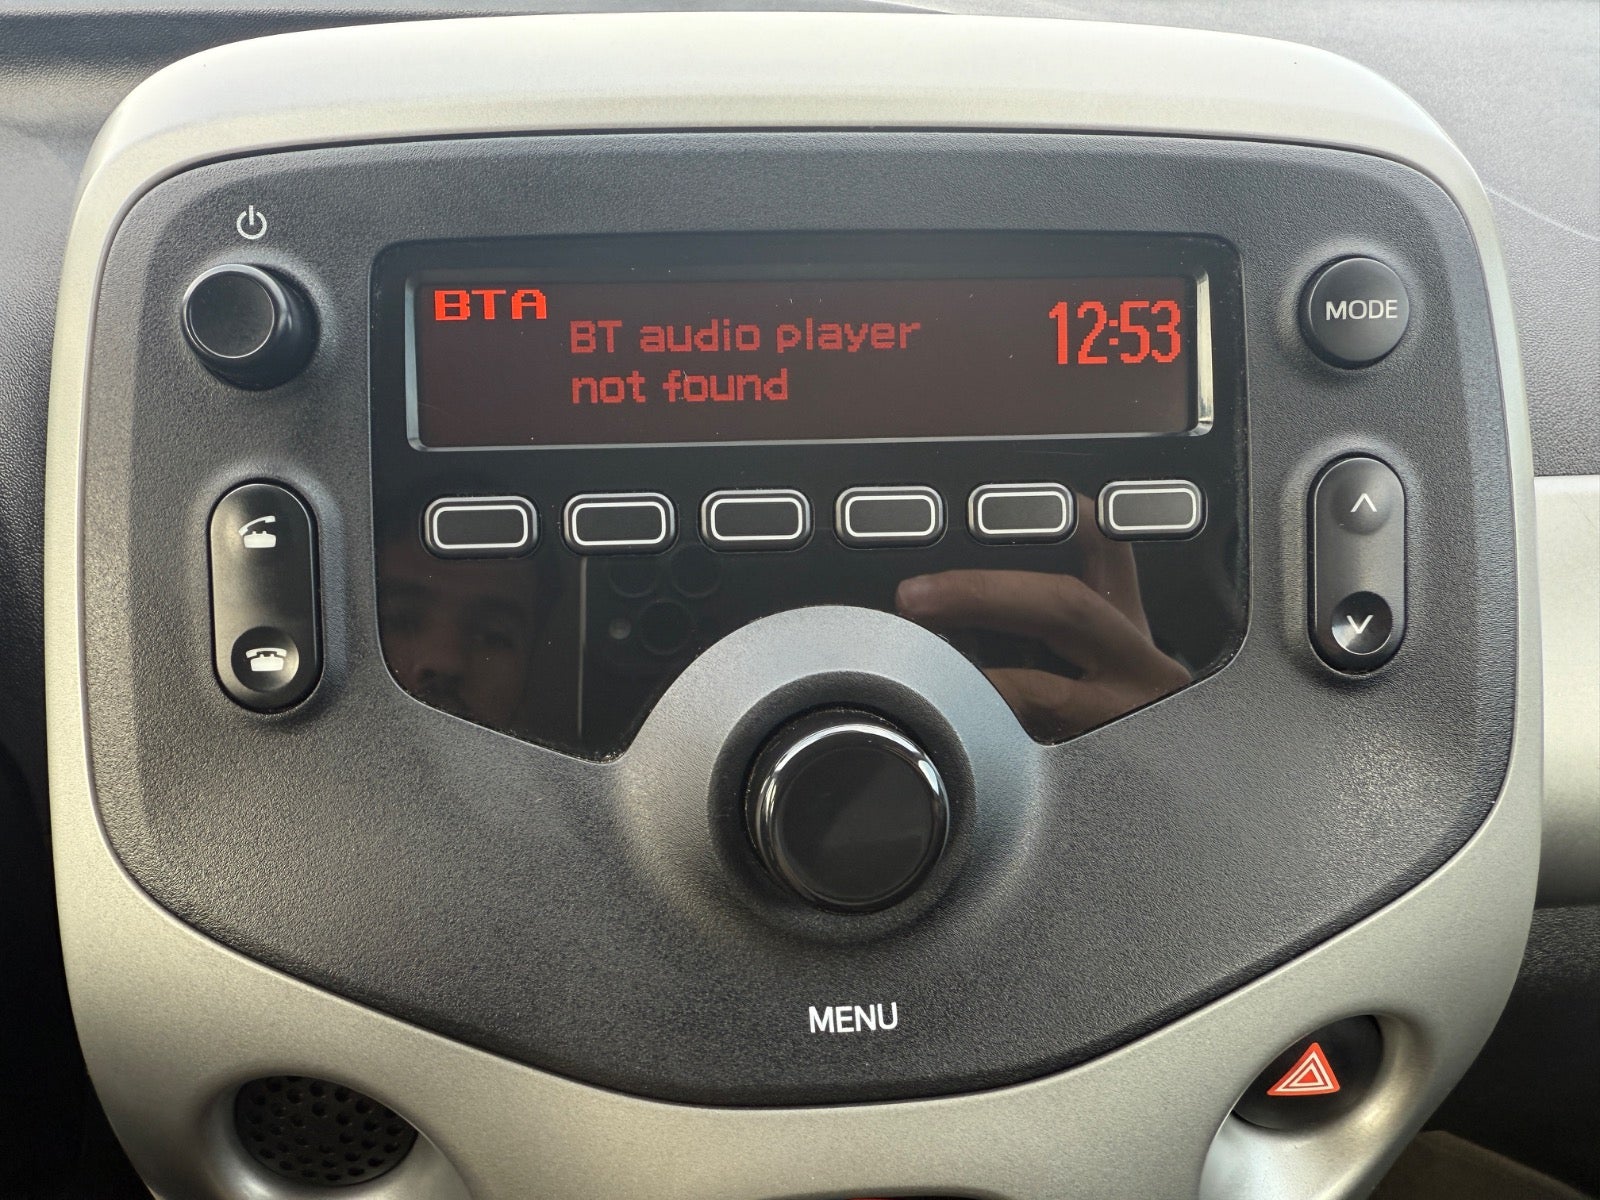 BTA
BT audio player
not found
12:53
MODE
MENU